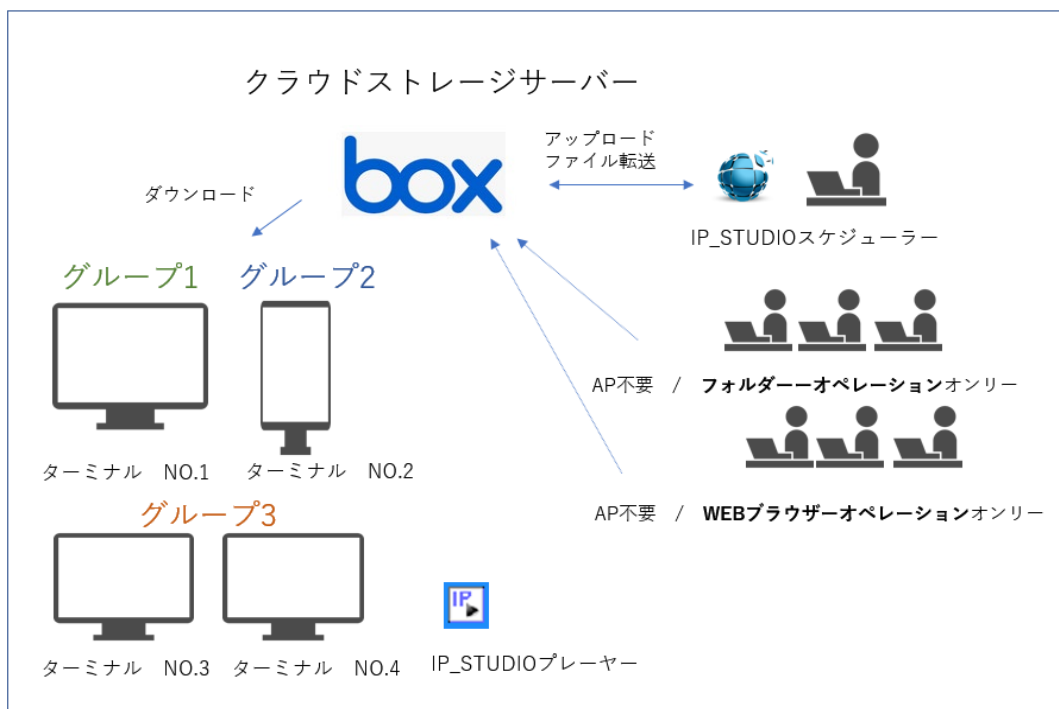 クラウドストレージサーバー
box
アップロード
ファイル転送
ダウンロード
IP_STUDIOスケジューラー
グループ1
グループ2
AP不要　/　フォルダーーオペレーションオンリー
ターミナル　NO.1
ターミナル　NO.2
AP不要　/　WEBブラウザーオペレーションオンリー
グループ3
IP
ターミナル　NO.3
ターミナル　NO.4
IP_STUDIOプレーヤー